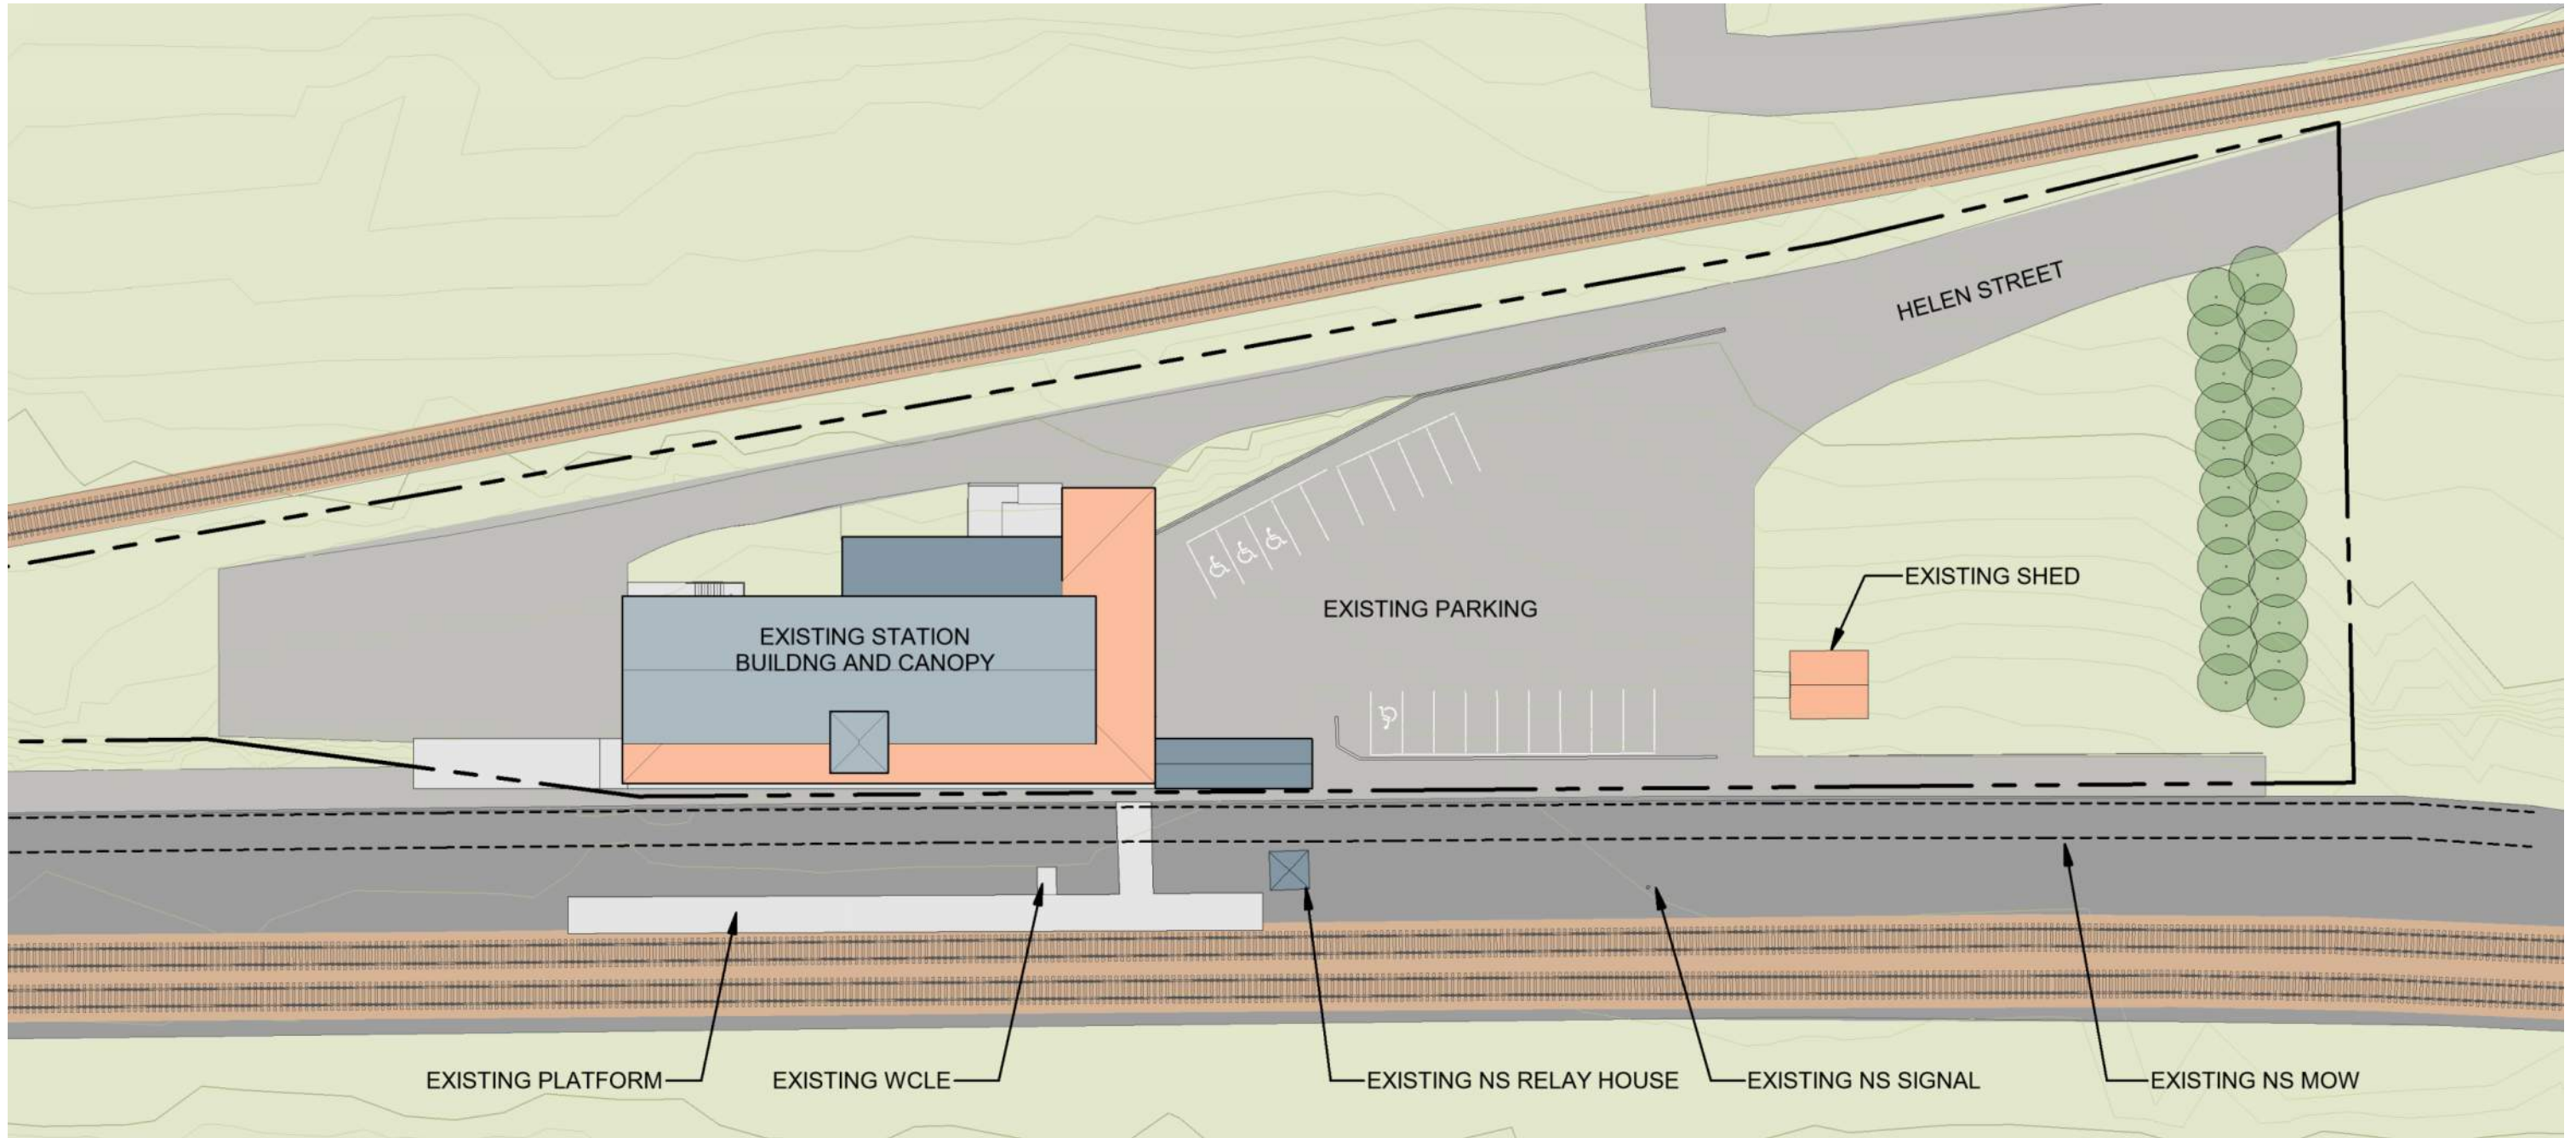 HELEN STREET
EXISTING SHED
EXISTING PARKING
EXISTING STATION
BUILDNG AND CANOPY
EXISTING PLATFORM
EXISTING WCLE
EXISTING NS RELAY HOUSE
EXISTING NS SIGNAL
EXISTING NS MOW